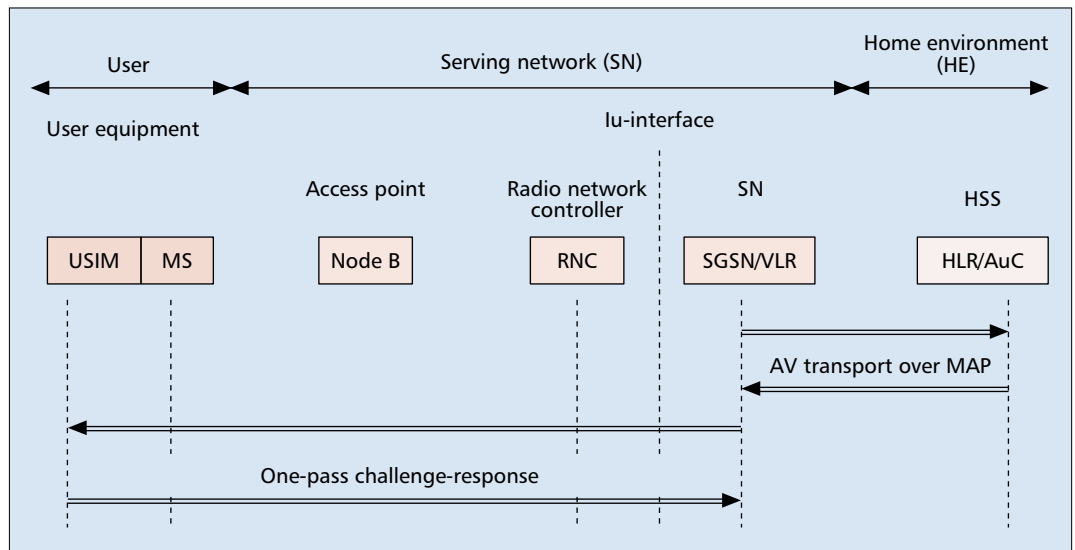 User
Serving network (SN)
Home environment
(HE)
User equipment
Iu-interface
Access point
Radio network
controller
SN
HSS
USIM
MS
Node B
RNC
SGSN/VLR
HLR/AuC
AV transport over MAP
One-pass challenge-response